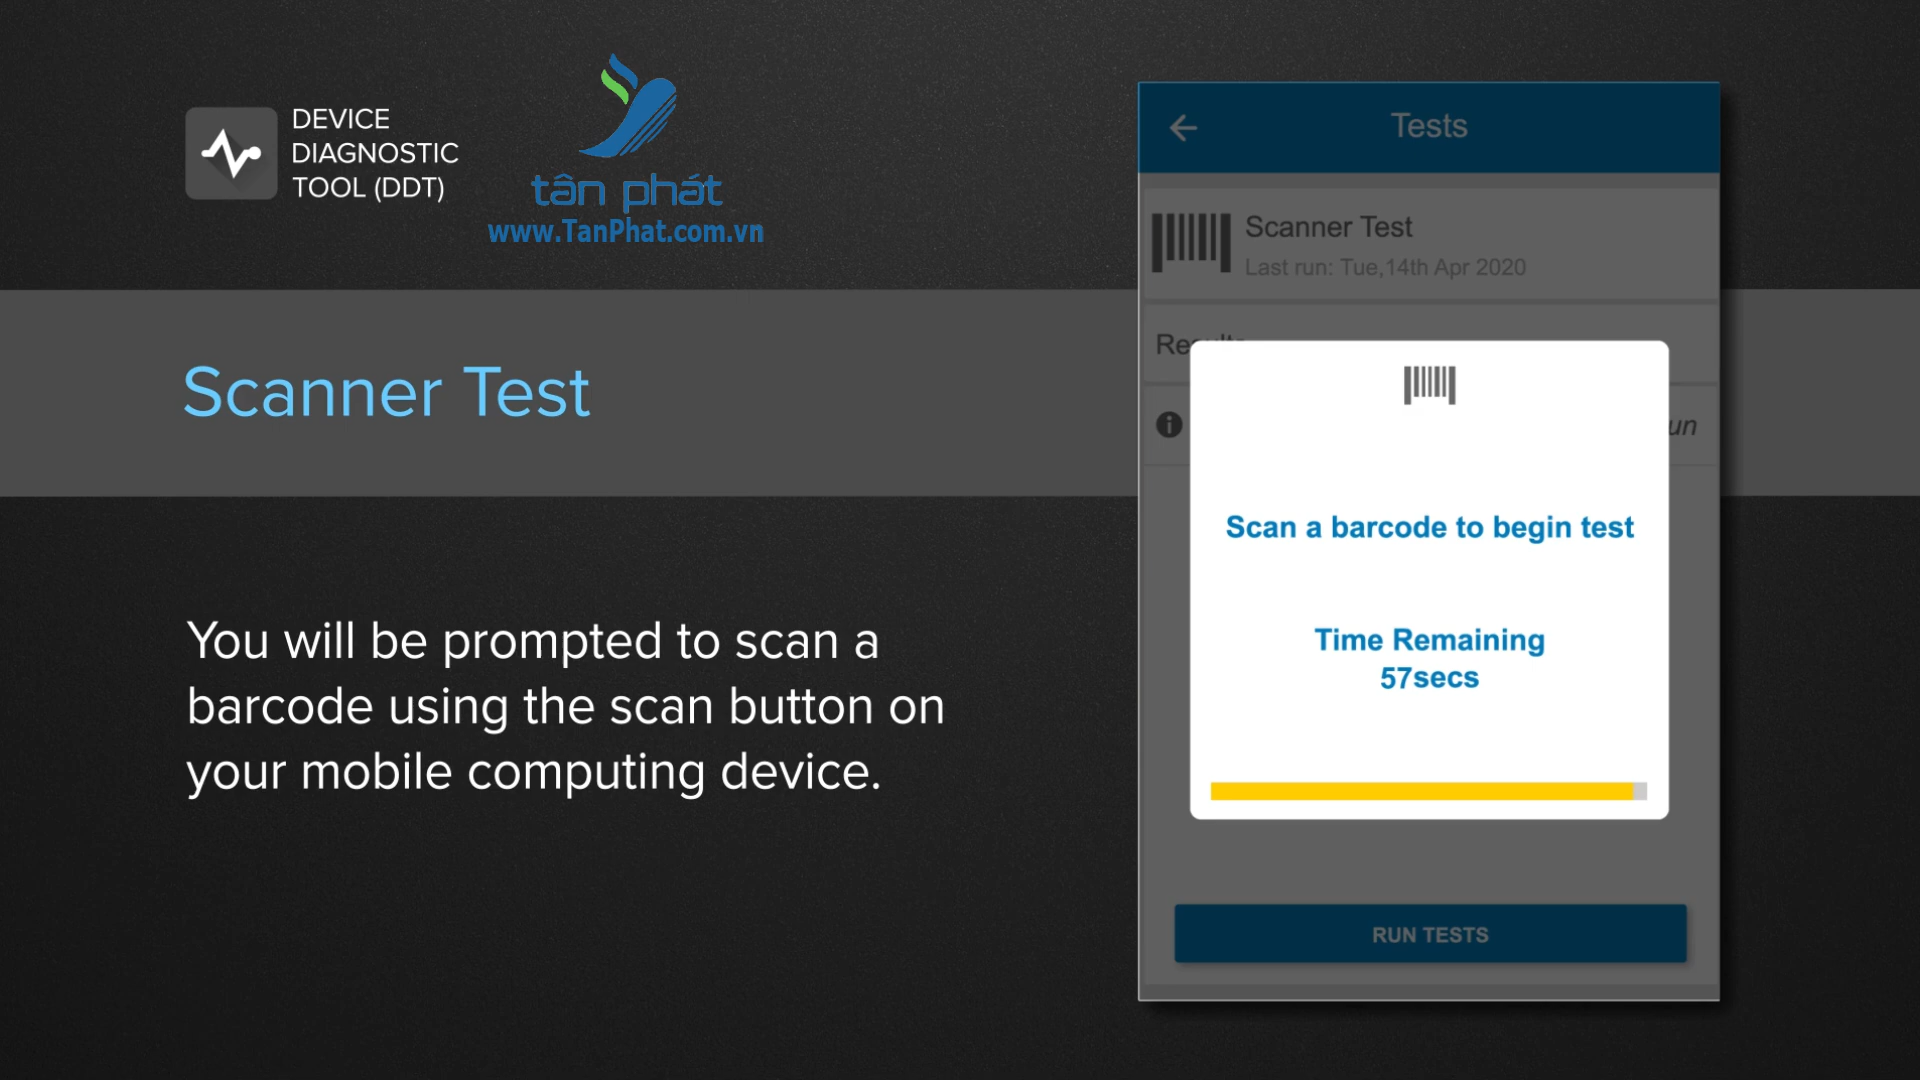 DEVICE
DIAGNOSTIC
TOOL (DDT)
tân phát
www.TanPhat.com.vn
Scanner Test
You will be prompted to scan a
barcode using the scan button on
your mobile computing device.
Tests
Scanner Test
Last run: Tue,14th Apr 2020
Scan a barcode to begin test
Time Remaining
57secs
RUN TESTS